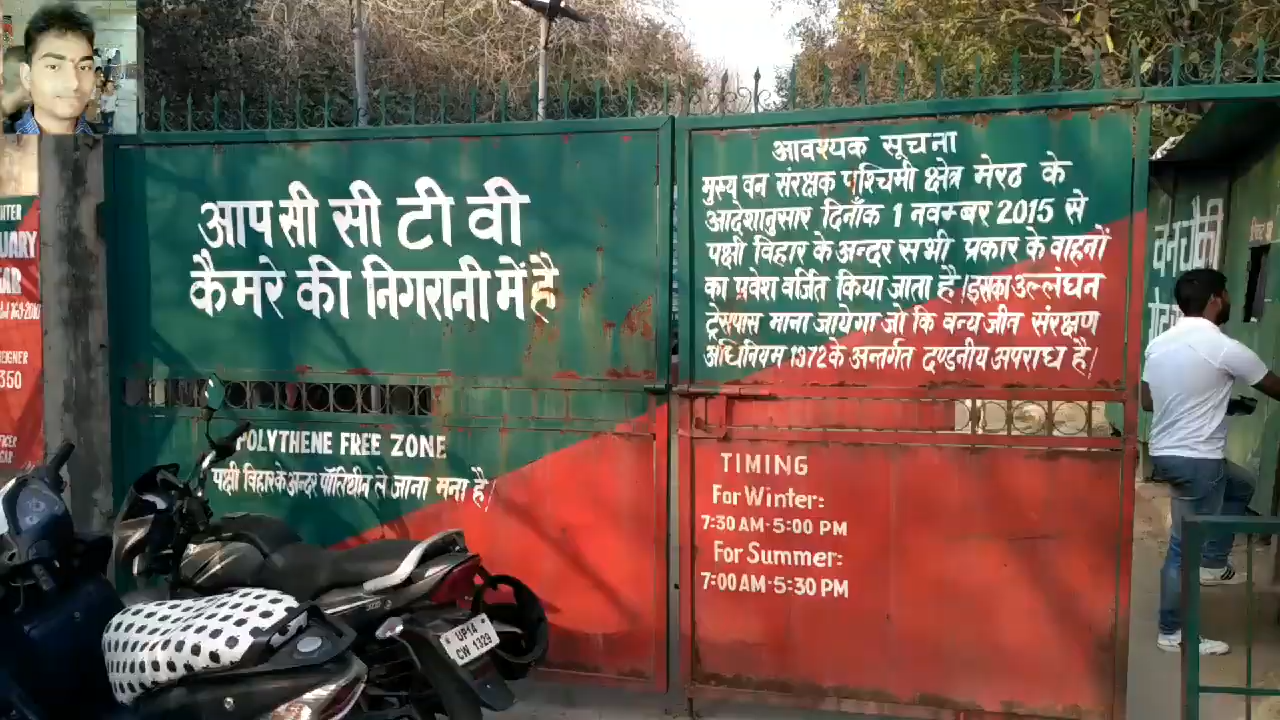 आप सी सी टी वी
कैमरे की निगरानी में है
POLYTHENE FREE ZONE
पक्षी विहार के अन्दर पॉलिथीन ले जाना मना है।
आवश्यक सूचना
मुख्य वन संरक्षक पश्चिमी क्षेत्र मेरठ के
आदेशानुसार दिनाँक 1 नवम्बर 2015 से
पक्षी विहार के अन्दर सभी प्रकार के वाहनों
का प्रवेश वर्जित किया जाता है।इसका उल्लंघन
ट्रेसपास माना जायेगा जो कि वन्य जीत संरक्षण
अधिनियम 1972 के अन्तर्गत दण्डनीय अपराध है।
TIMING
For Winter:
7:30 AM-5:00 PM
For Summer:
7:00 AM-5:30 PM
वन चौकी
UP14
CW 1329
350